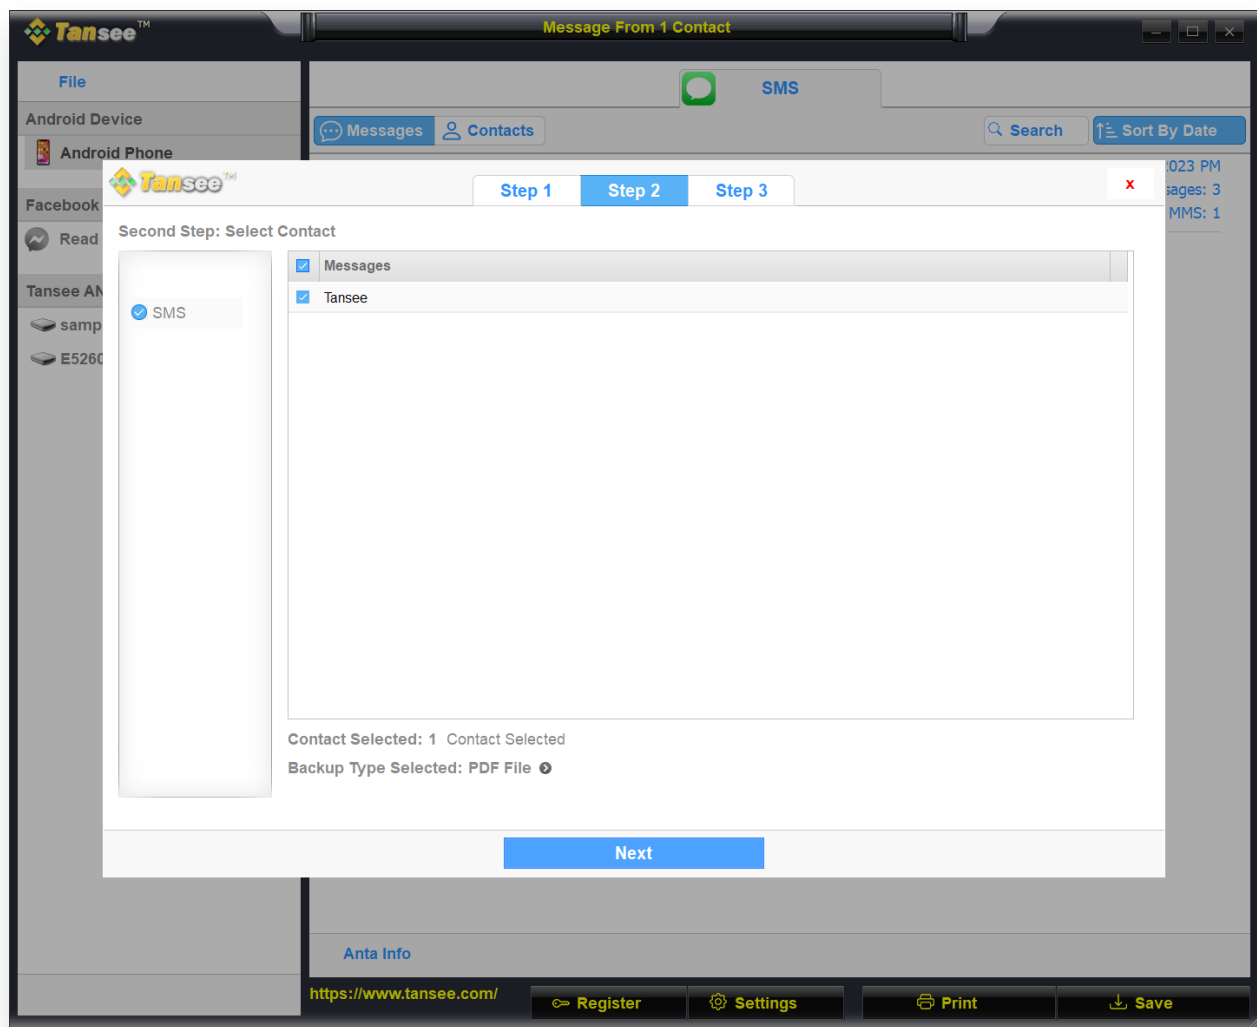 Tansee™
Message From 1 Contact
File
SMS
Android Device
Messages
Contacts
Search
Sort By Date
Android Phone
Tansee™
Step 1
Step 2
Step 3
x
:023 PM
sages: 3
MMS: 1
Facebook
Read
Second Step: Select Contact
Messages
Tansee
SMS
Tansee AN
samp
E5260
Contact Selected: 1 Contact Selected
Backup Type Selected: PDF File
Next
Anta Info
https://www.tansee.com/
Register
Settings
Print
Save